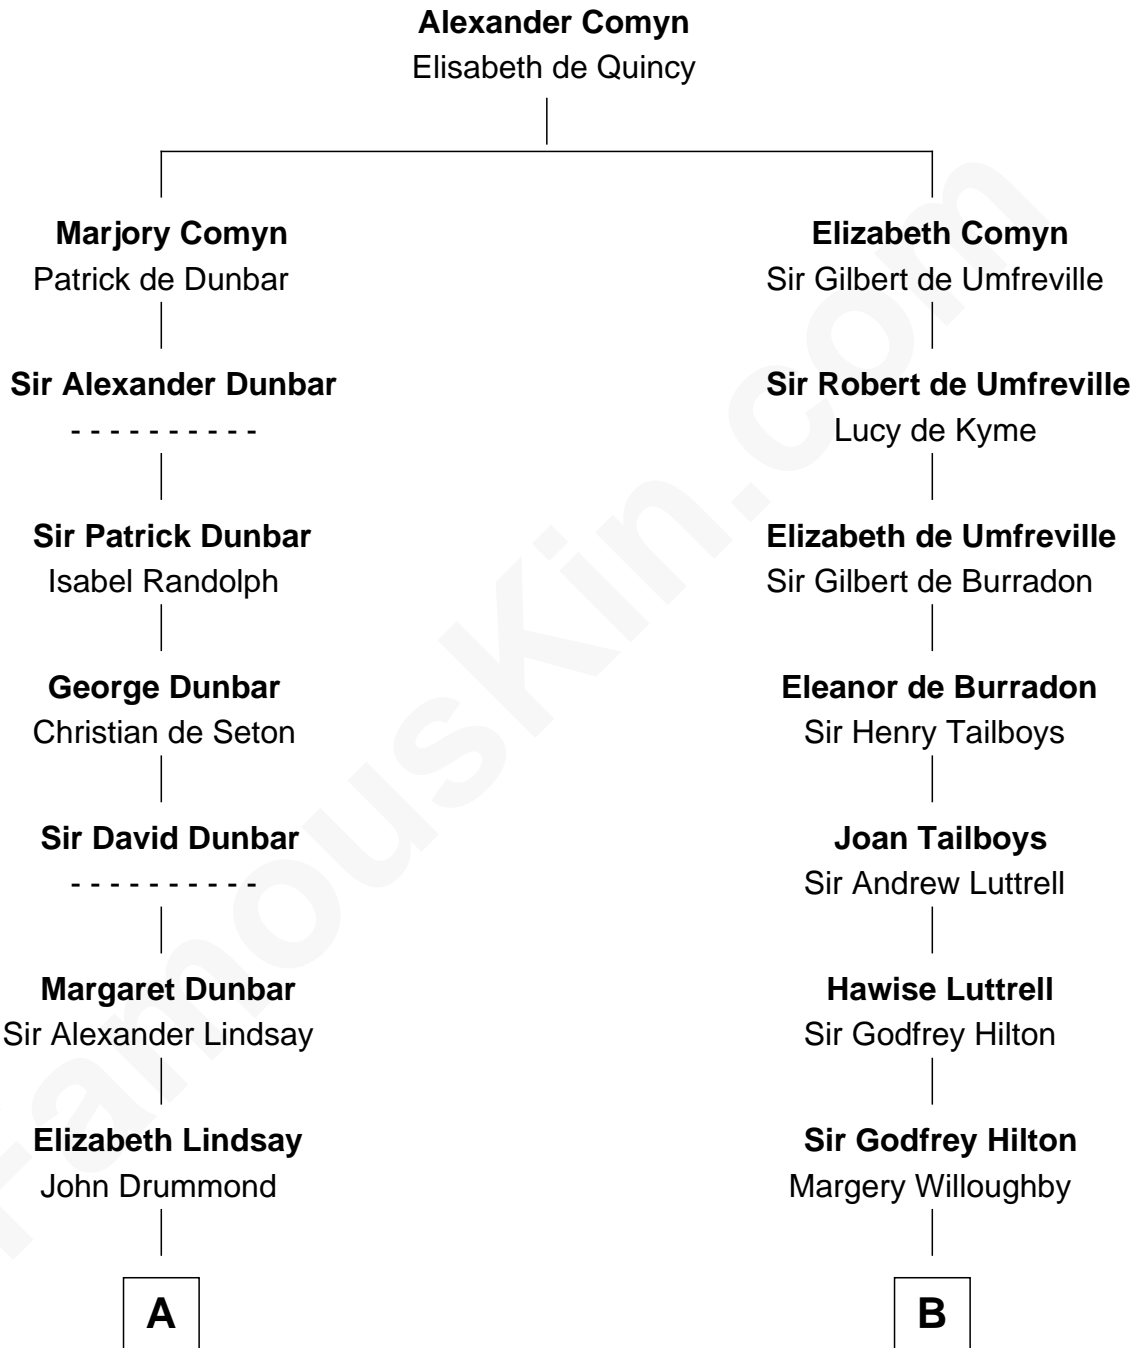 Alexander Comyn
Elisabeth de Quincy
Marjory Comyn
Patrick de Dunbar
Sir Alexander Dunbar
- - - - - - - - - -
Sir Patrick Dunbar
Isabel Randolph
George Dunbar
Christian de Seton
Sir David Dunbar
- - - - - - - - - -
Margaret Dunbar
Sir Alexander Lindsay
Elizabeth Lindsay
John Drummond
A
Elizabeth Comyn
Sir Gilbert de Umfreville
Sir Robert de Umfreville
Lucy de Kyme
Elizabeth de Umfreville
Sir Gilbert de Burradon
Eleanor de Burradon
Sir Henry Tailboys
Joan Tailboys
Sir Andrew Luttrell
Hawise Luttrell
Sir Godfrey Hilton
Sir Godfrey Hilton
Margery Willoughby
B
FamousKin.com